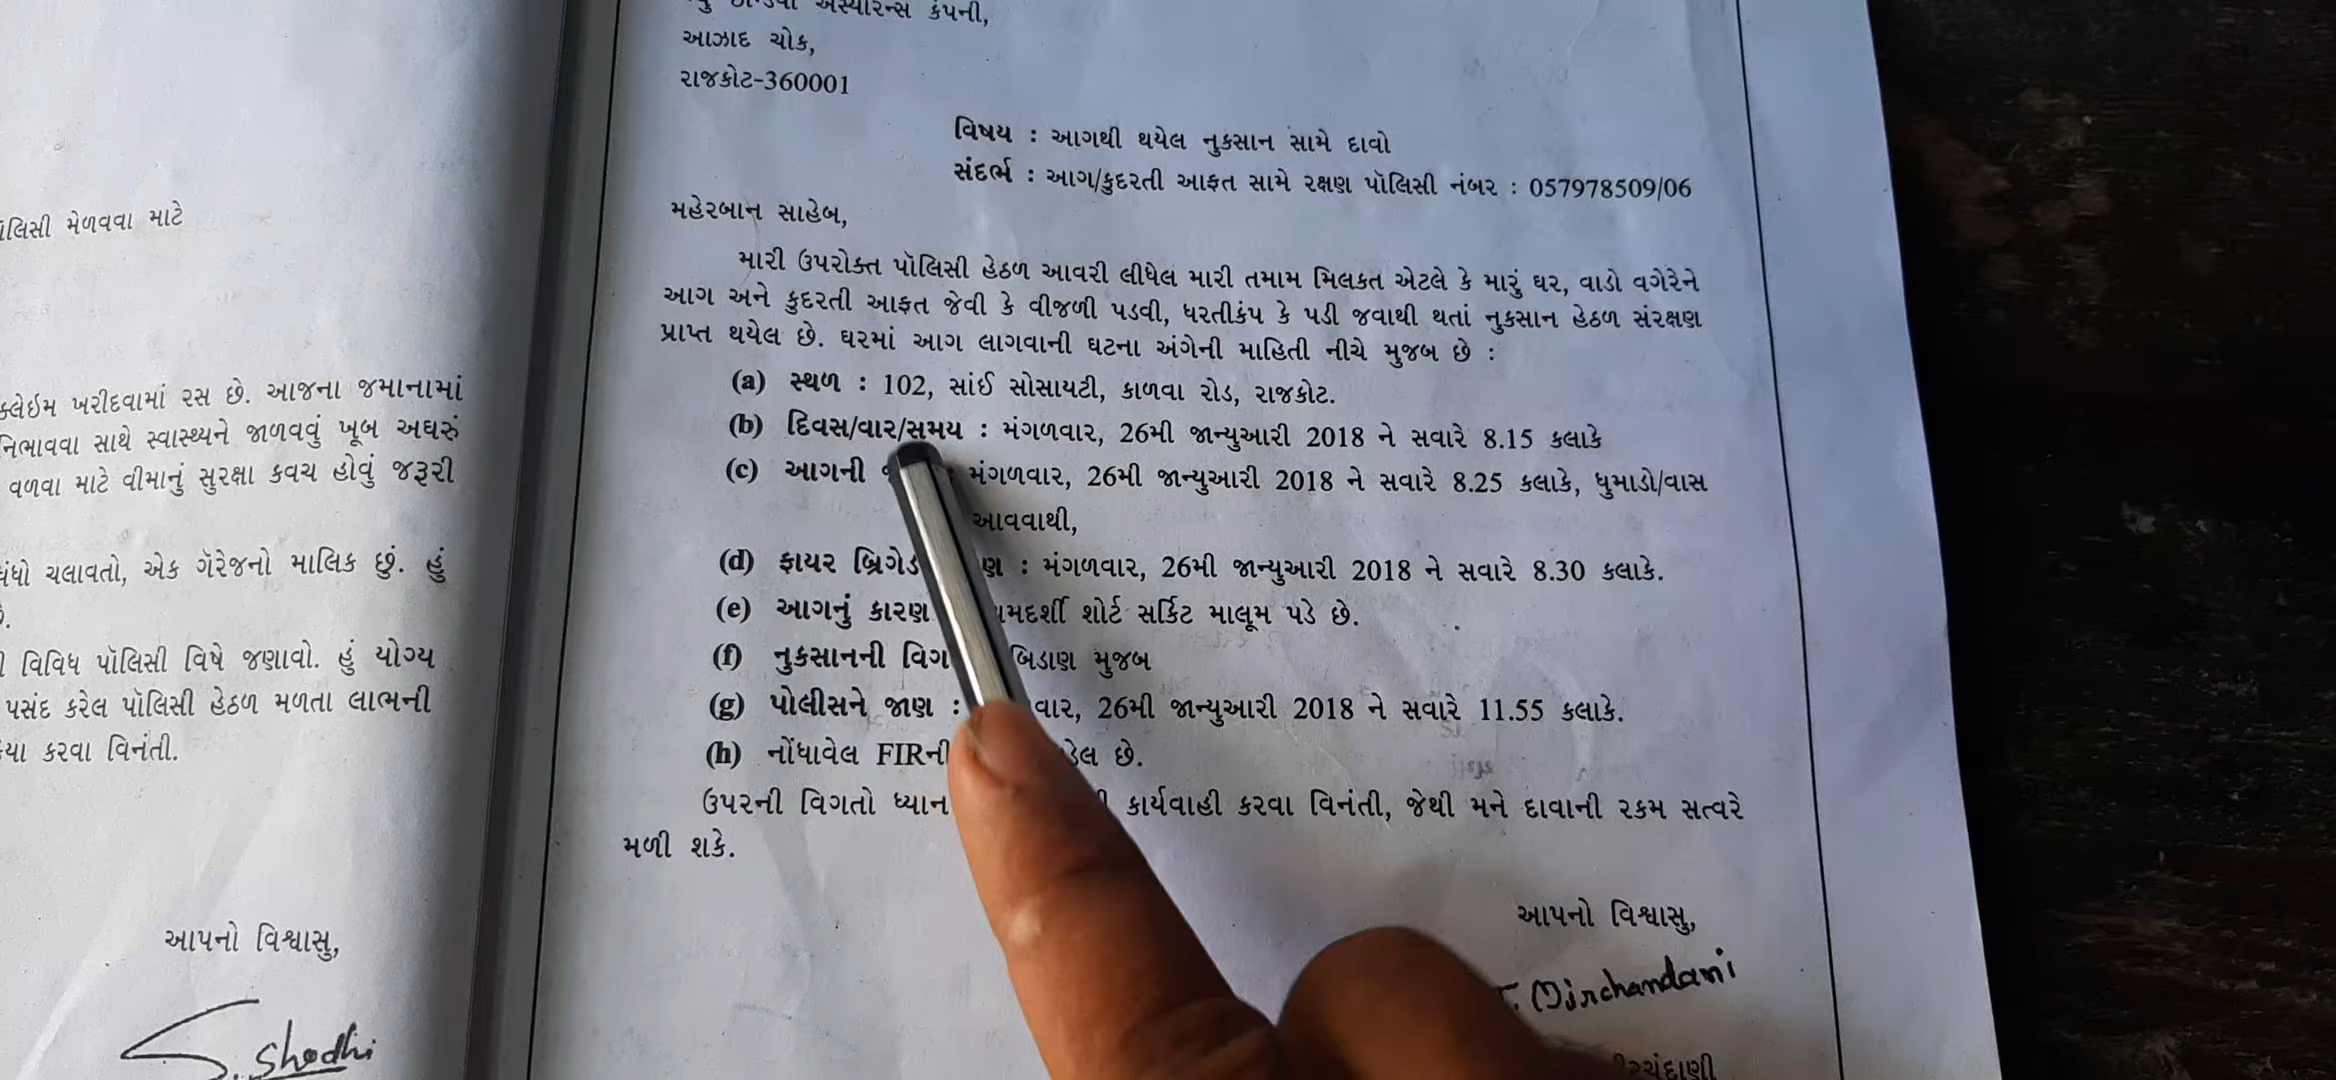 અસ્યોરન્સ કંપની,
આઝાદ ચોક,
રાજકોટ-360001
વિષય : આગથી થયેલ નુકસાન સામે દાવો
સંદર્ભ : આગ/કુદરતી આફત સામે રક્ષણ પૉલિસી નંબર : 057978509/06
મહેરબાન સાહેબ,
મારી ઉપરોક્ત પૉલિસી હેઠળ આવરી લીધેલ મારી તમામ મિલકત એટલે કે મારું ઘર, વાડો વગેરેને
આગ અને કુદરતી આફત જેવી કે વીજળી પડવી, ધરતીકંપ કે પડી જવાથી થતાં નુકસાન હેઠળ સંરક્ષણ
પ્રાપ્ત થયેલ છે. ઘરમાં આગ લાગવાની ઘટના અંગેની માહિતી નીચે મુજબ છે :
(a) સ્થળ : 102, સાંઈ સોસાયટી, કાળવા રોડ, રાજકોટ.
(b) દિવસ/વાર/સમય : મંગળવાર, 26મી જાન્યુઆરી 2018 ને સવારે 8.15 કલાકે
(c) આગની : મંગળવાર, 26મી જાન્યુઆરી 2018 ને સવારે 8.25 કલાકે, ધુમાડો/વાસ
આવવાથી,
(d) ફાયર બ્રિગેડ : મંગળવાર, 26મી જાન્યુઆરી 2018 ને સવારે 8.30 કલાકે.
(e) આગનું કારણ શોર્ટ સર્કિટ માલૂમ પડે છે.
(f) નુકસાનની બિડાણ મુજબ
(g) પોલીસને જાણ : વાર, 26મી જાન્યુઆરી 2018 ને સવારે 11.55 કલાકે.
(h) નોંધાવેલ FIRની છે.
ઉપરની વિગતો ધ્યાન કાર્યવાહી કરવા વિનંતી, જેથી મને દાવાની રકમ સત્વરે
મળી શકે.
આપનો વિશ્વાસુ,
Mirchandani
મેળવવા માટે
ક્લેઇમ ખરીદવામાં રસ છે. આજના જમાનામાં
નિભાવવા સાથે સ્વાસ્થ્યને જાળવવું ખૂબ અઘરું
વળવા માટે વીમાનું સુરક્ષા કવચ હોવું જરૂરી
ધંધો ચલાવતો, એક ગૅરેજનો માલિક છું. હું
વિવિધ પૉલિસી વિષે જણાવો. હું યોગ્ય
પસંદ કરેલ પૉલિસી હેઠળ મળતા લાભની
કરવા વિનંતી.
આપનો વિશ્વાસુ,
S. Shodhi